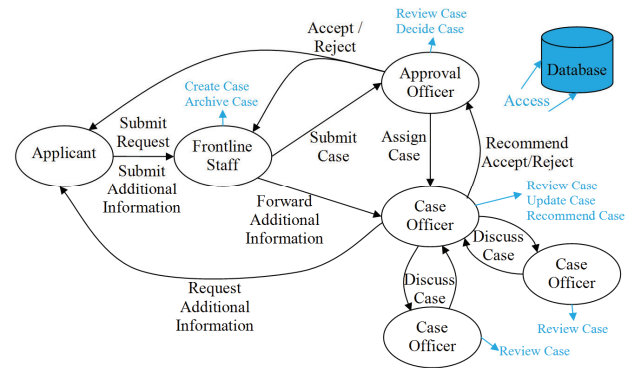 Accept /
Reject
Review Case
Decide Case
Approval
Officer
Database
Access
Create Case
Archive Case
Submit
Request
Applicant
Frontline
Staff
Submit
Case
Assign
Case
Recommend
Accept/Reject
Submit
Additional
Information
Forward
Additional
Information
Case
Officer
Review Case
Update Case
Recommend Case
Discuss
Case
Case
Officer
Review Case
Request
Additional
Information
Discuss
Case
Case
Officer
Review Case